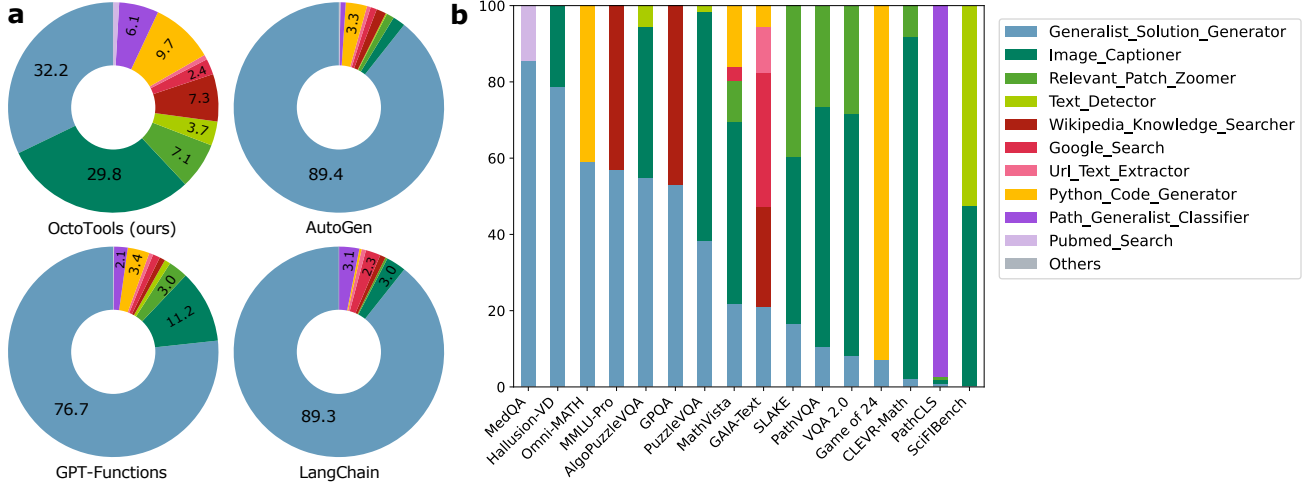 a
32.2
29.8
7.1
3.7
7.3
2.4
9.7
6.1
OctoTools (ours)
3.3
89.4
AutoGen
2.1
3.4
3.0
11.2
76.7
GPT-Functions
3.1
2.3
3.0
89.3
LangChain
b
100
80
60
40
20
0
MedQA
Hallusion-VD
Omni-MATH
MMLU-Pro
AlgoPuzzleVQA
GPQA
PuzzleVQA
MathVista
GAIA-Text
SLAKE
PathVQA
VQA 2.0
Game of 24
CLEVR-Math
PathCLS
SciFIBench
Generalist_Solution_Generator
Image_Captioner
Relevant_Patch_Zoomer
Text_Detector
Wikipedia_Knowledge_Searcher
Google_Search
Url_Text_Extractor
Python_Code_Generator
Path_Generalist_Classifier
Pubmed_Search
Others